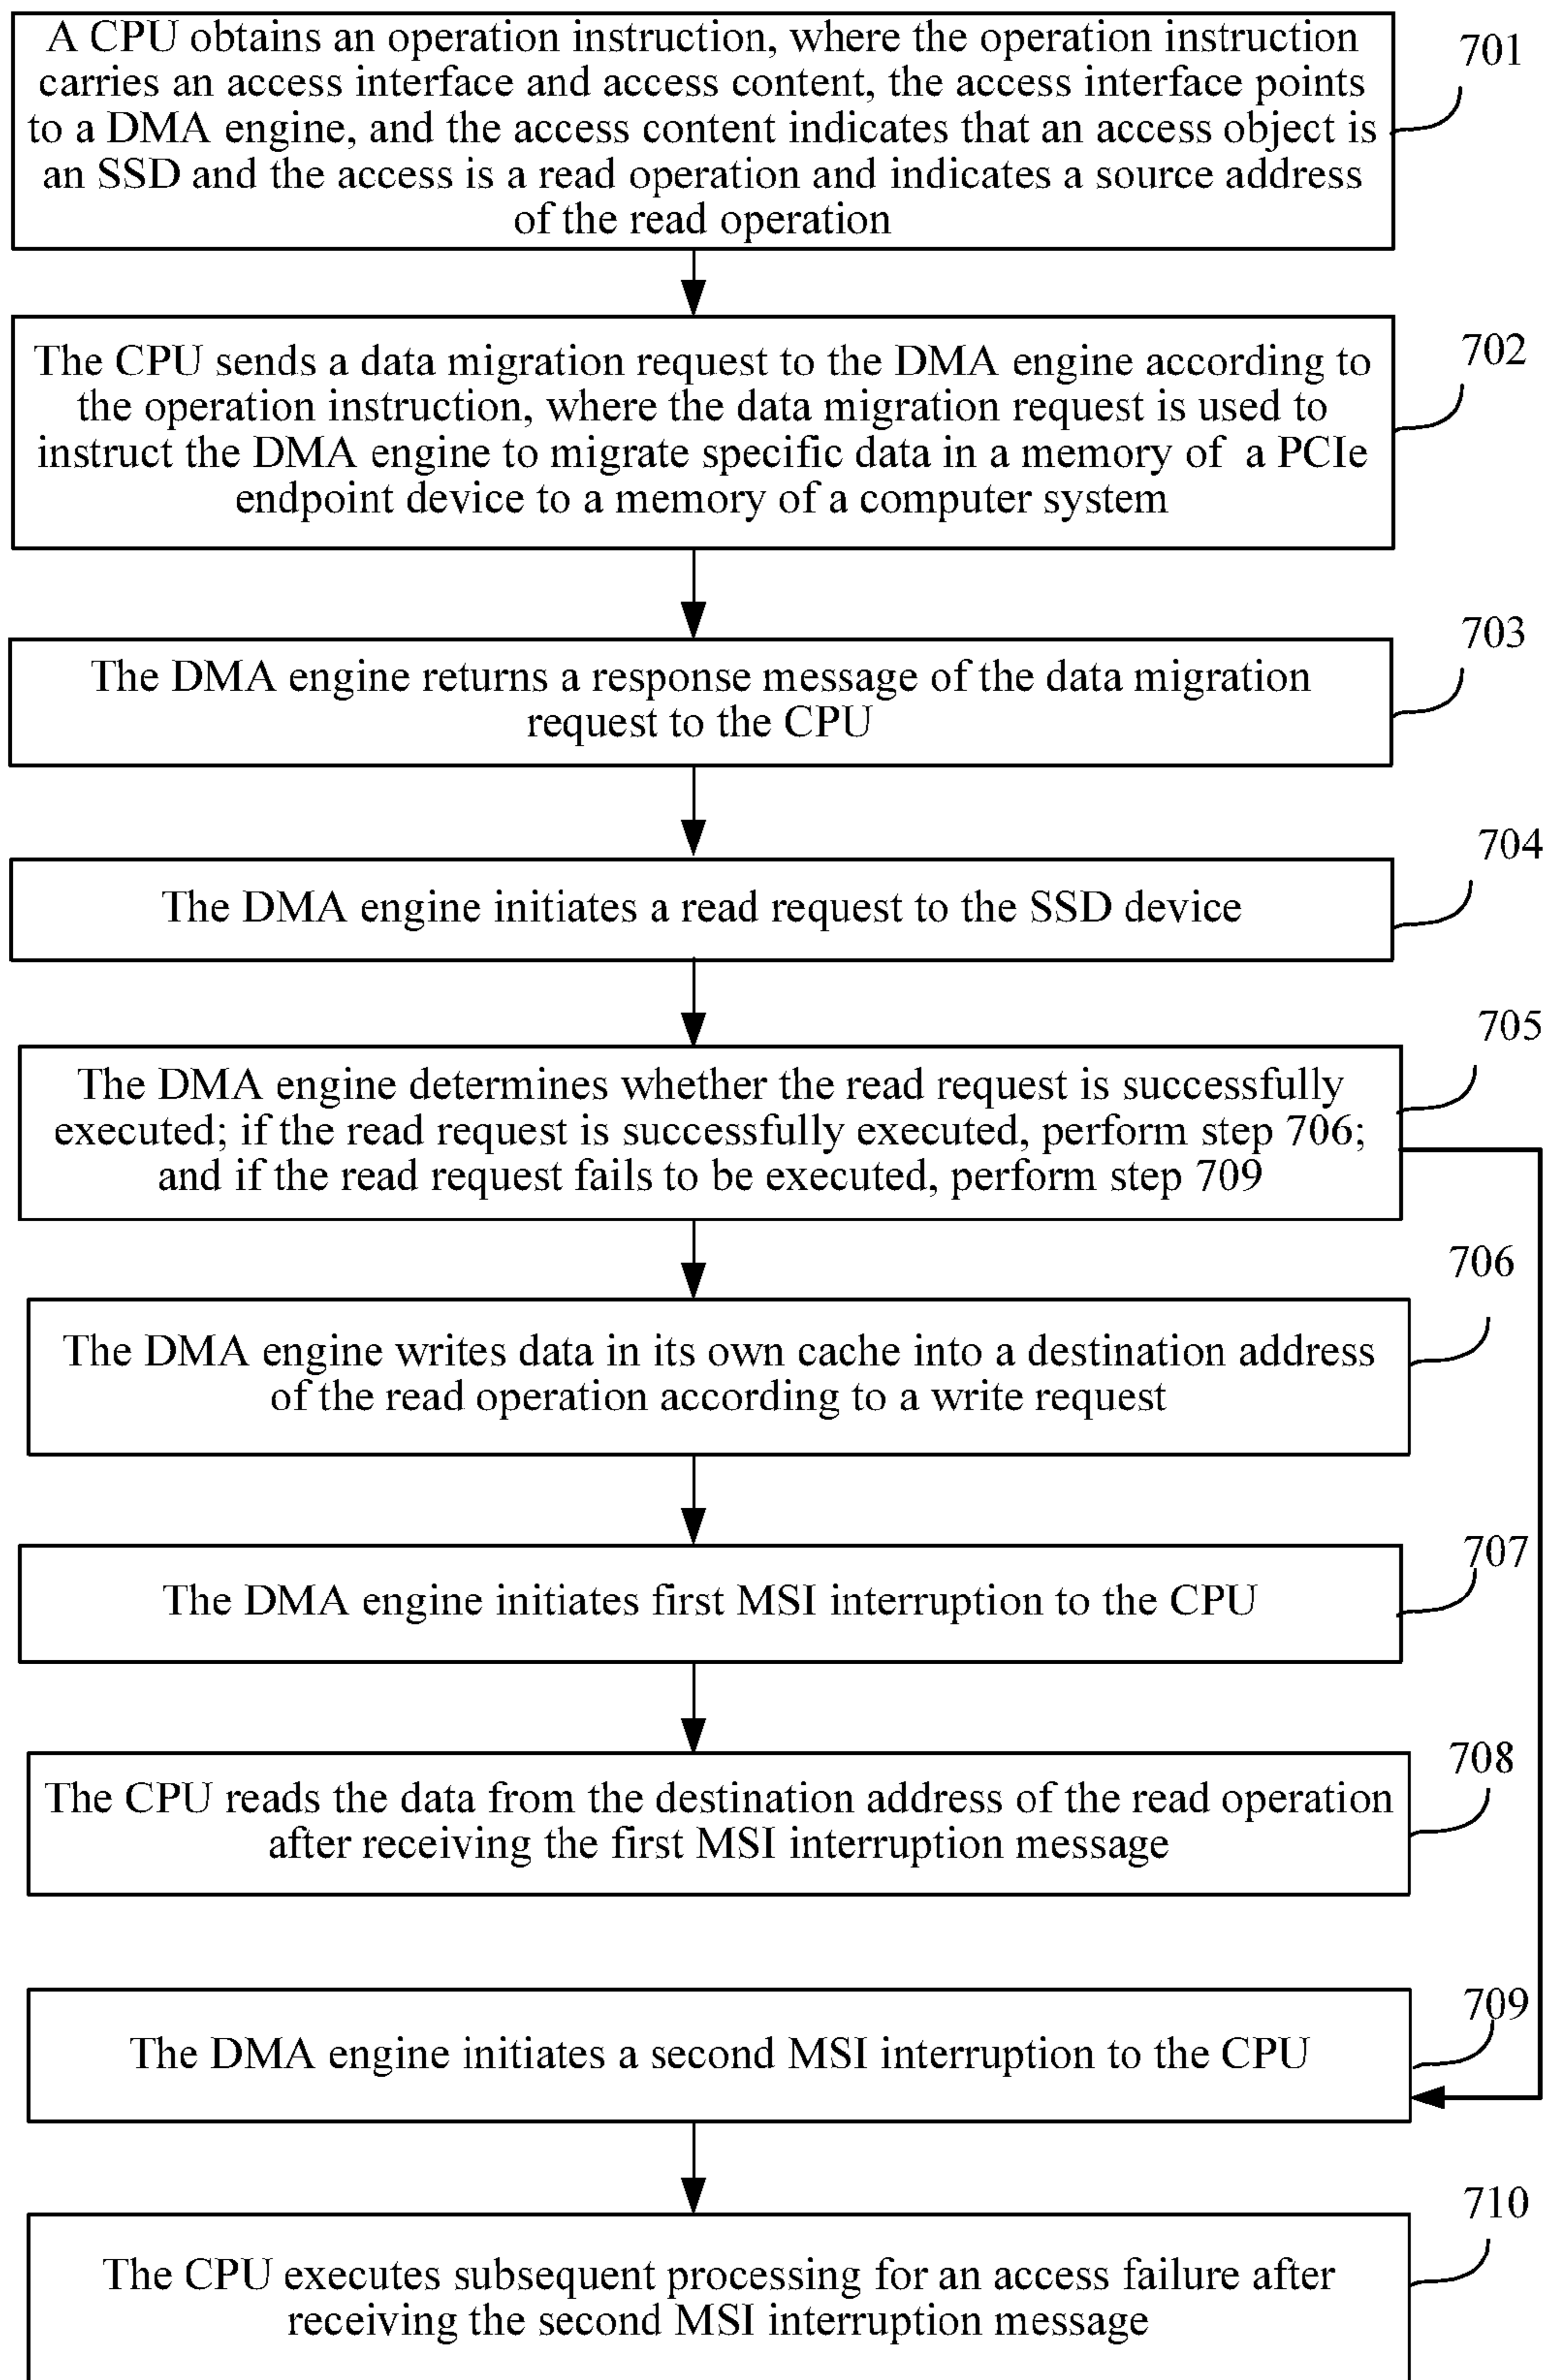 A CPU obtains an operation instruction, where the operation instruction
carries an access interface and access content, the access interface points
to a DMA engine, and the access content indicates that an access object is
an SSD and the access is a read operation and indicates a source address
of the read operation
701
The CPU sends a data migration request to the DMA engine according to
the operation instruction, where the data migration request is used to
instruct the DMA engine to migrate specific data in a memory of a PCIe
endpoint device to a memory of a computer system
702
The DMA engine returns a response message of the data migration
request to the CPU
703
The DMA engine initiates a read request to the SSD device
704
The DMA engine determines whether the read request is successfully
executed; if the read request is successfully executed, perform step 706;
and if the read request fails to be executed, perform step 709
705
The DMA engine writes data in its own cache into a destination address
of the read operation according to a write request
706
The DMA engine initiates first MSI interruption to the CPU
707
The CPU reads the data from the destination address of the read operation
after receiving the first MSI interruption message
708
The DMA engine initiates a second MSI interruption to the CPU
709
The CPU executes subsequent processing for an access failure after
receiving the second MSI interruption message
710